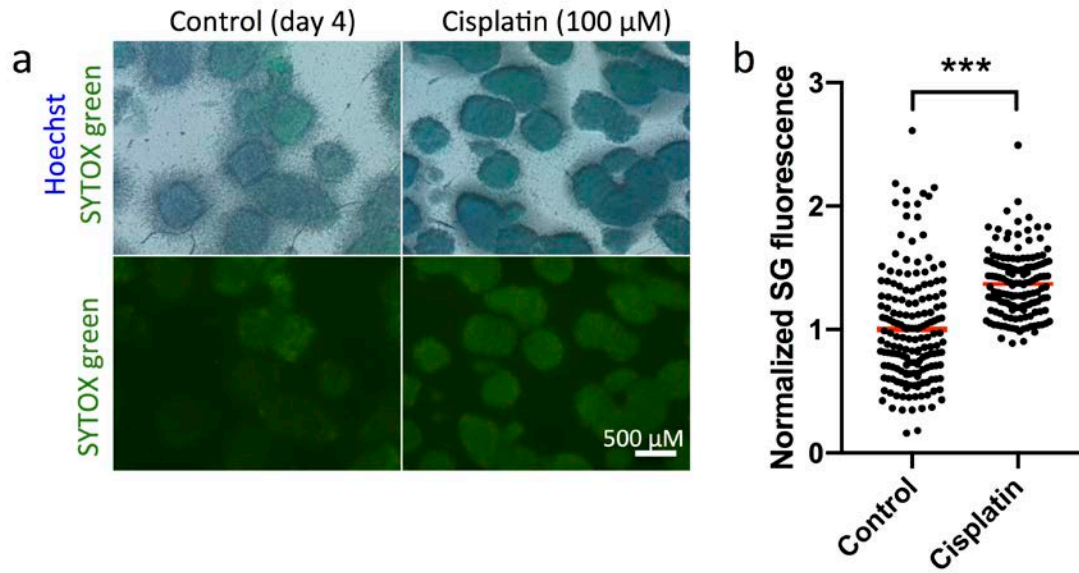 a
Control (day 4)
Cisplatin (100 µM)
Hoechst
SYTOX green
SYTOX green
500 µM
b
Normalized SG fluorescence
***
3
2
1
0
Control
Cisplatin